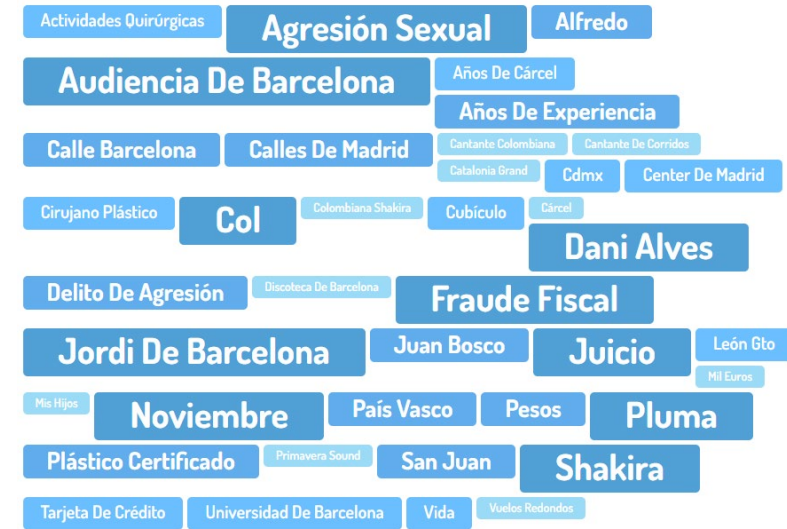 Actividades Quirúrgicas Agresión Sexual Alfredo
Audiencia De Barcelona Años De Cárcel
Años De Experiencia
Calle Barcelona Calles De Madrid Cantante Colombiana Cantante De Corridos
Catalonia Grand Cdmx Center De Madrid
Cirujano Plástico Col Colombiana Shakira Cubículo Cárcel
Dani Alves
Delito De Agresión Discoteca De Barcelona Fraude Fiscal
Jordi De Barcelona Juan Bosco Juicio León Gto
Mil Euros
Mis Hijos Noviembre País Vasco Pesos Pluma
Plástico Certificado Primavera Sound San Juan Shakira
Tarjeta De Crédito Universidad De Barcelona Vida Vuelos Redondos